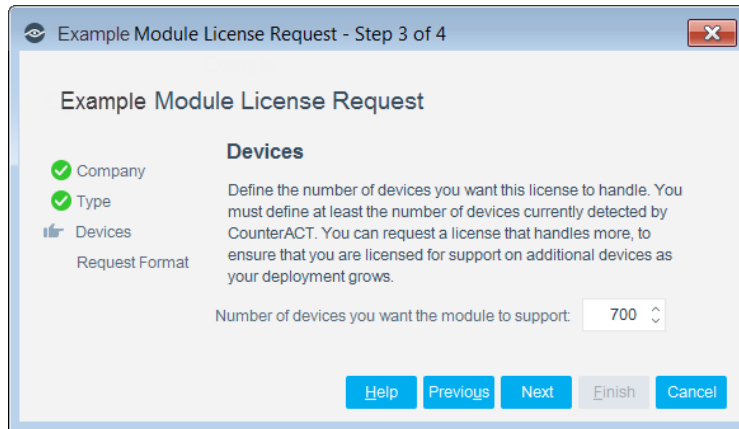 Example Module License Request - Step 3 of 4
Example Module License Request
Company
Type
Devices
Request Format
Devices
Define the number of devices you want this license to handle. You
must define at least the number of devices currently detected by
CounterACT. You can request a license that handles more, to
ensure that you are licensed for support on additional devices as
your deployment grows.
Number of devices you want the module to support: 700
Help Previous Next Finish Cancel